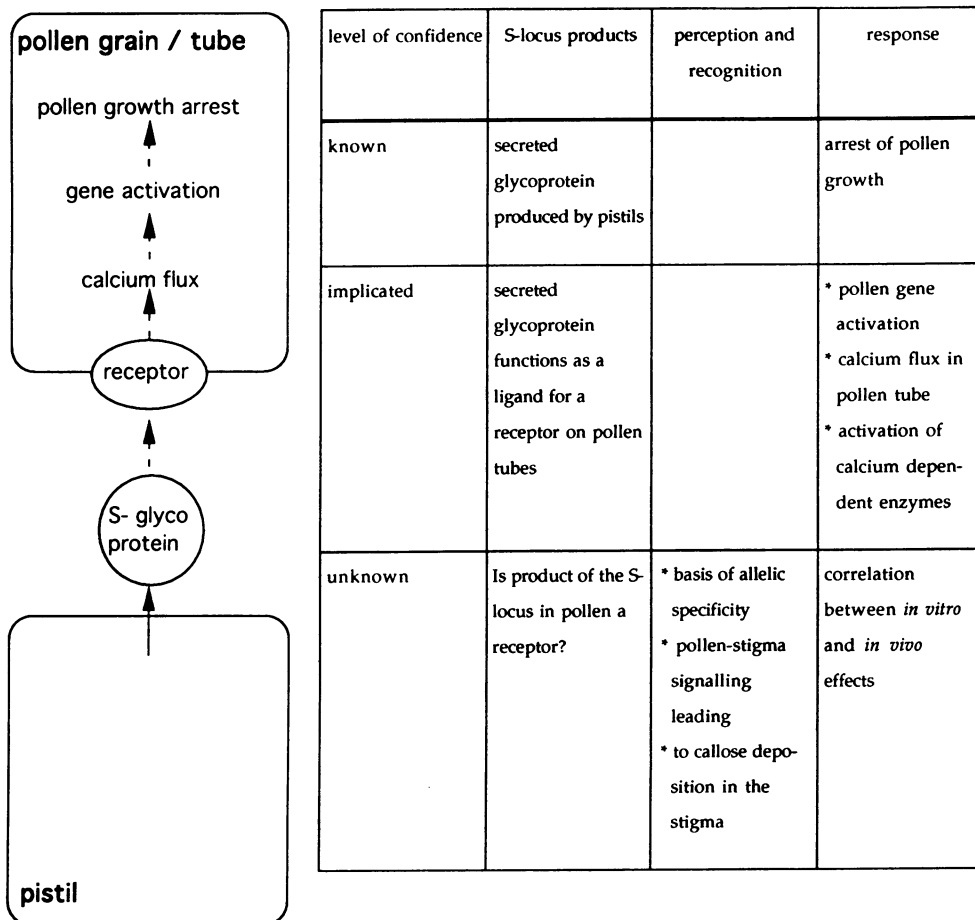 pollen grain / tube
pollen growth arrest
gene activation
calcium flux
receptor
S- glyco
protein
pistil
level of confidence
S-locus products
perception and
recognition
response
known
secreted
glycoprotein
produced by pistils
arrest of pollen
growth
implicated
secreted
glycoprotein
functions as a
ligand for a
receptor on pollen
tubes
* pollen gene
activation
* calcium flux in
pollen tube
* activation of
calcium depen-
dent enzymes
unknown
Is product of the S-
locus in pollen a
receptor?
* basis of allelic
specificity
* pollen-stigma
signalling
leading
* to callose depo-
sition in the
stigma
correlation
between in vitro
and in vivo
effects